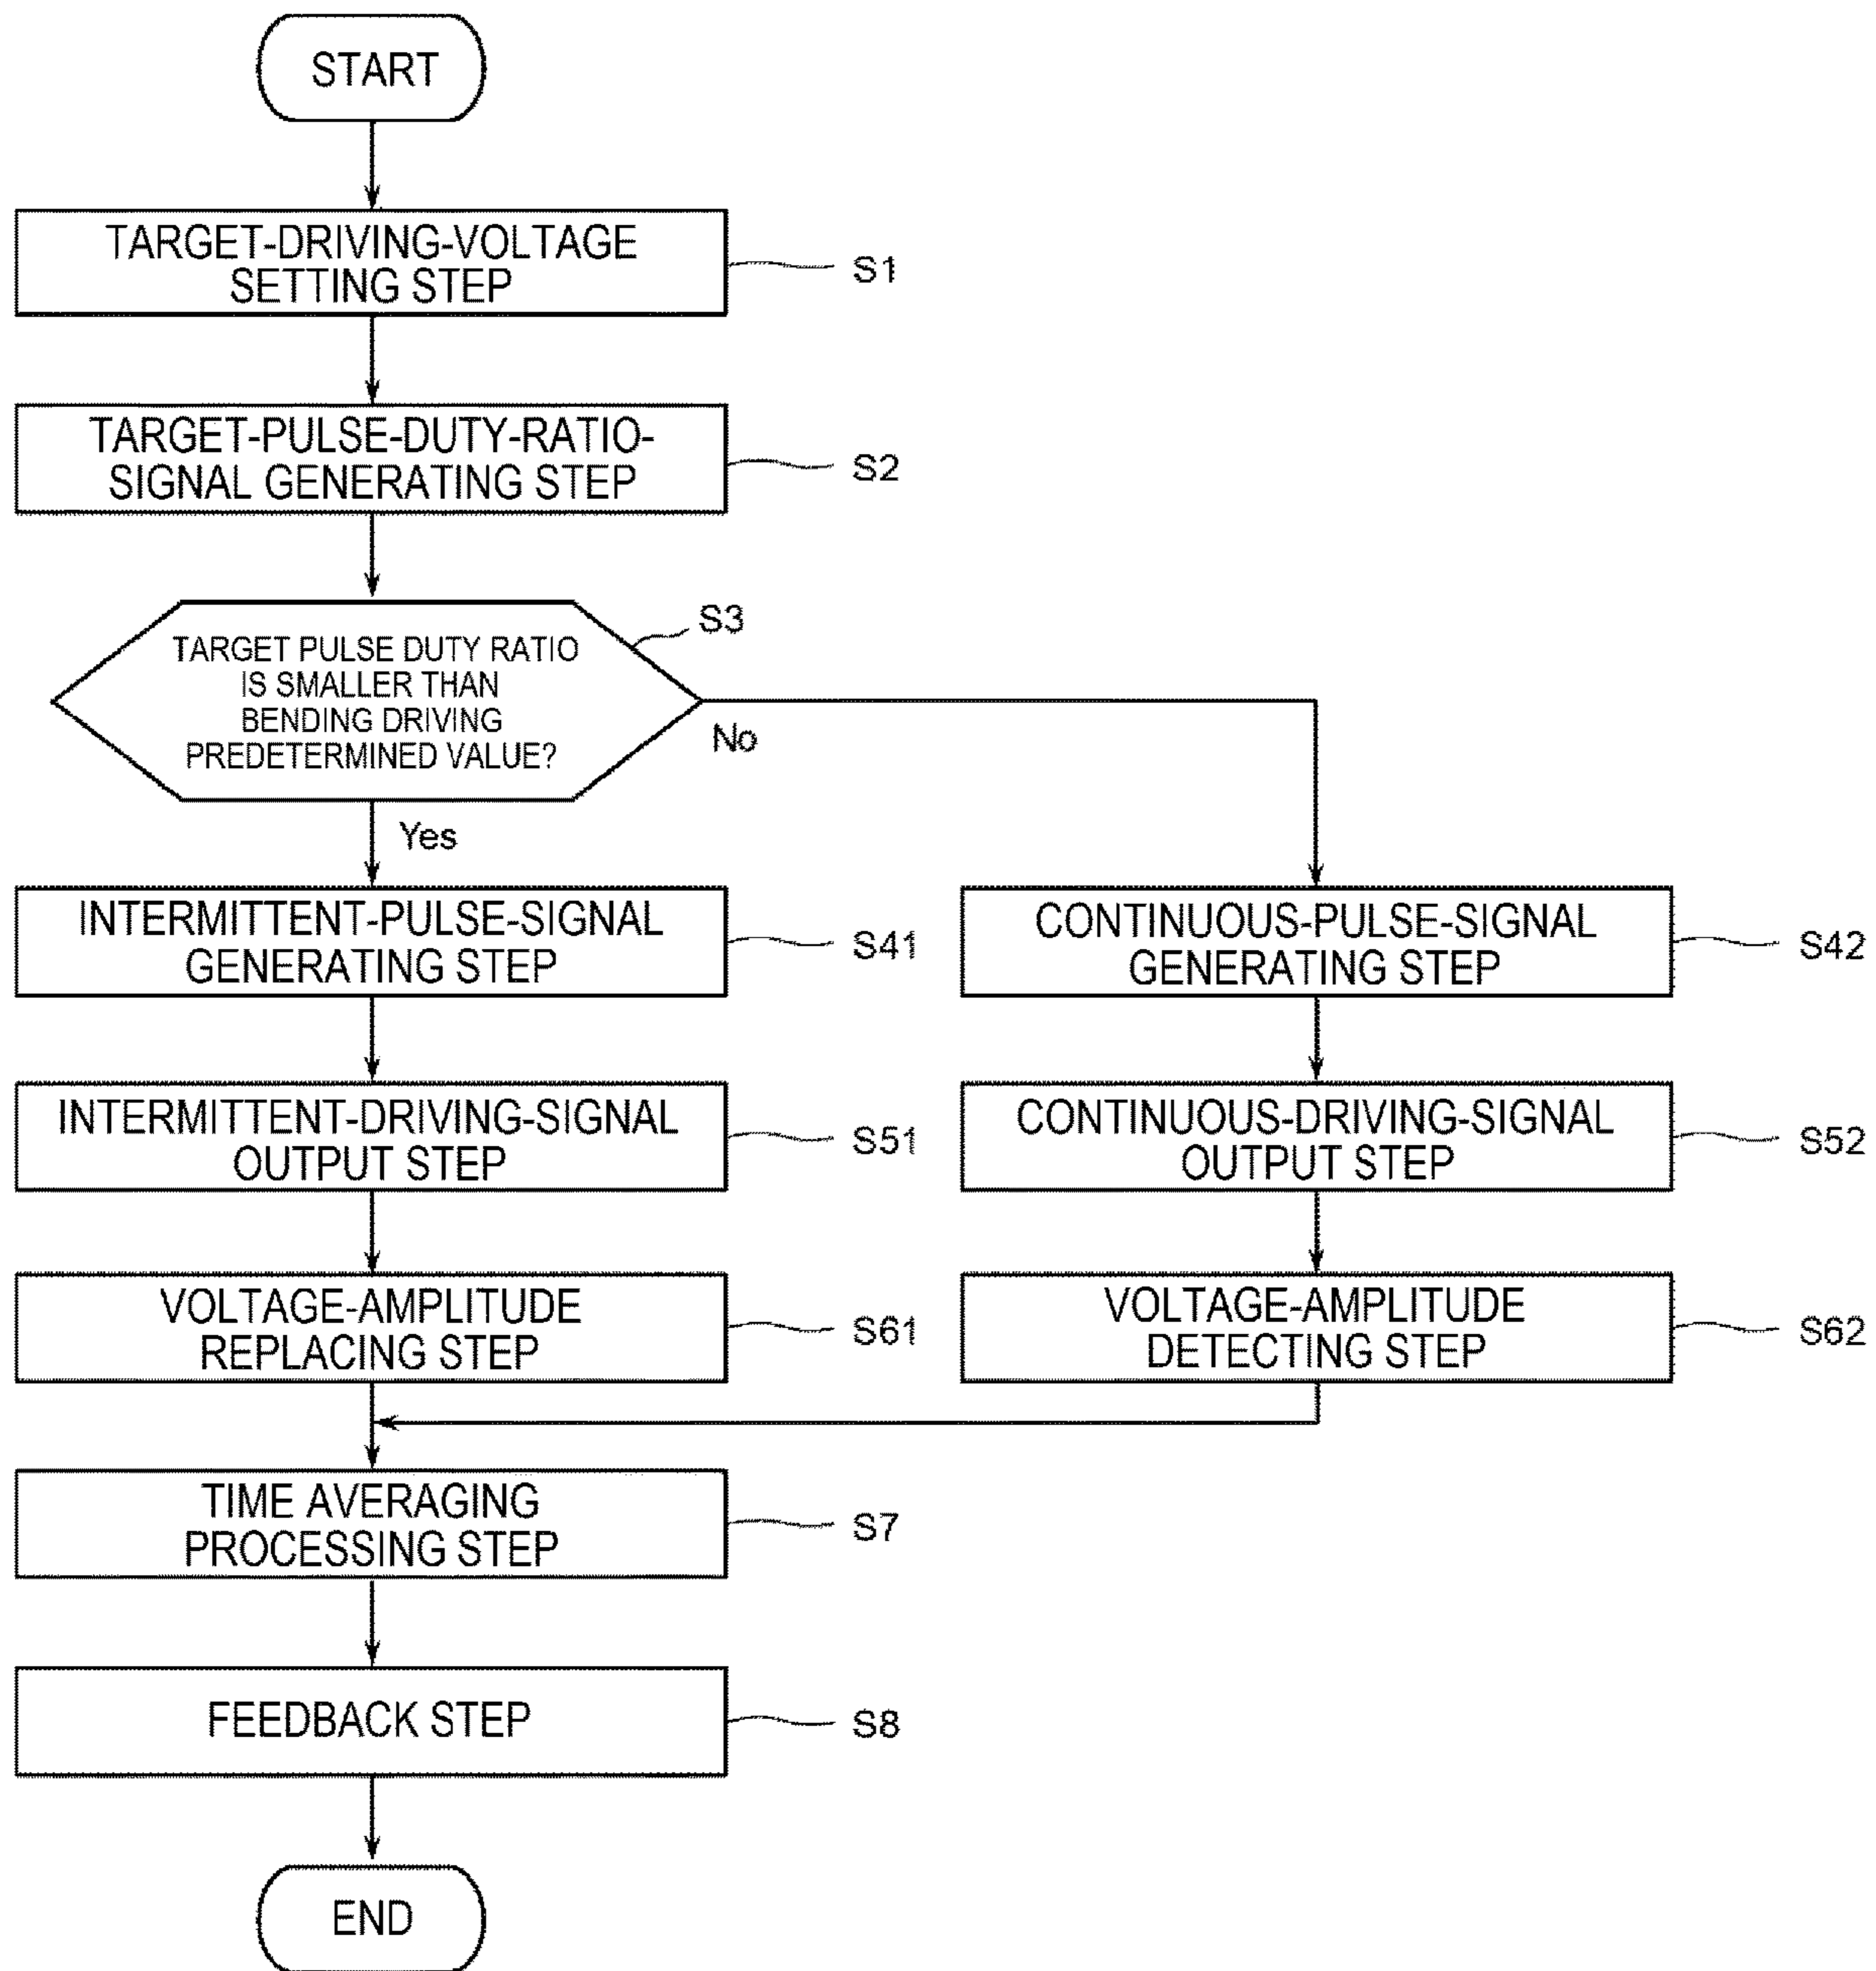 START
TARGET-DRIVING-VOLTAGE
SETTING STEP
S1
TARGET-PULSE-DUTY-RATIO-
SIGNAL GENERATING STEP
S2
S3
TARGET PULSE DUTY RATIO
IS SMALLER THAN
BENDING DRIVING
PREDETERMINED VALUE?
No
Yes
INTERMITTENT-PULSE-SIGNAL
GENERATING STEP
S41
CONTINUOUS-PULSE-SIGNAL
GENERATING STEP
S42
INTERMITTENT-DRIVING-SIGNAL
OUTPUT STEP
S51
CONTINUOUS-DRIVING-SIGNAL
OUTPUT STEP
S52
VOLTAGE-AMPLITUDE
REPLACING STEP
S61
VOLTAGE-AMPLITUDE
DETECTING STEP
S62
TIME AVERAGING
PROCESSING STEP
S7
FEEDBACK STEP
S8
END